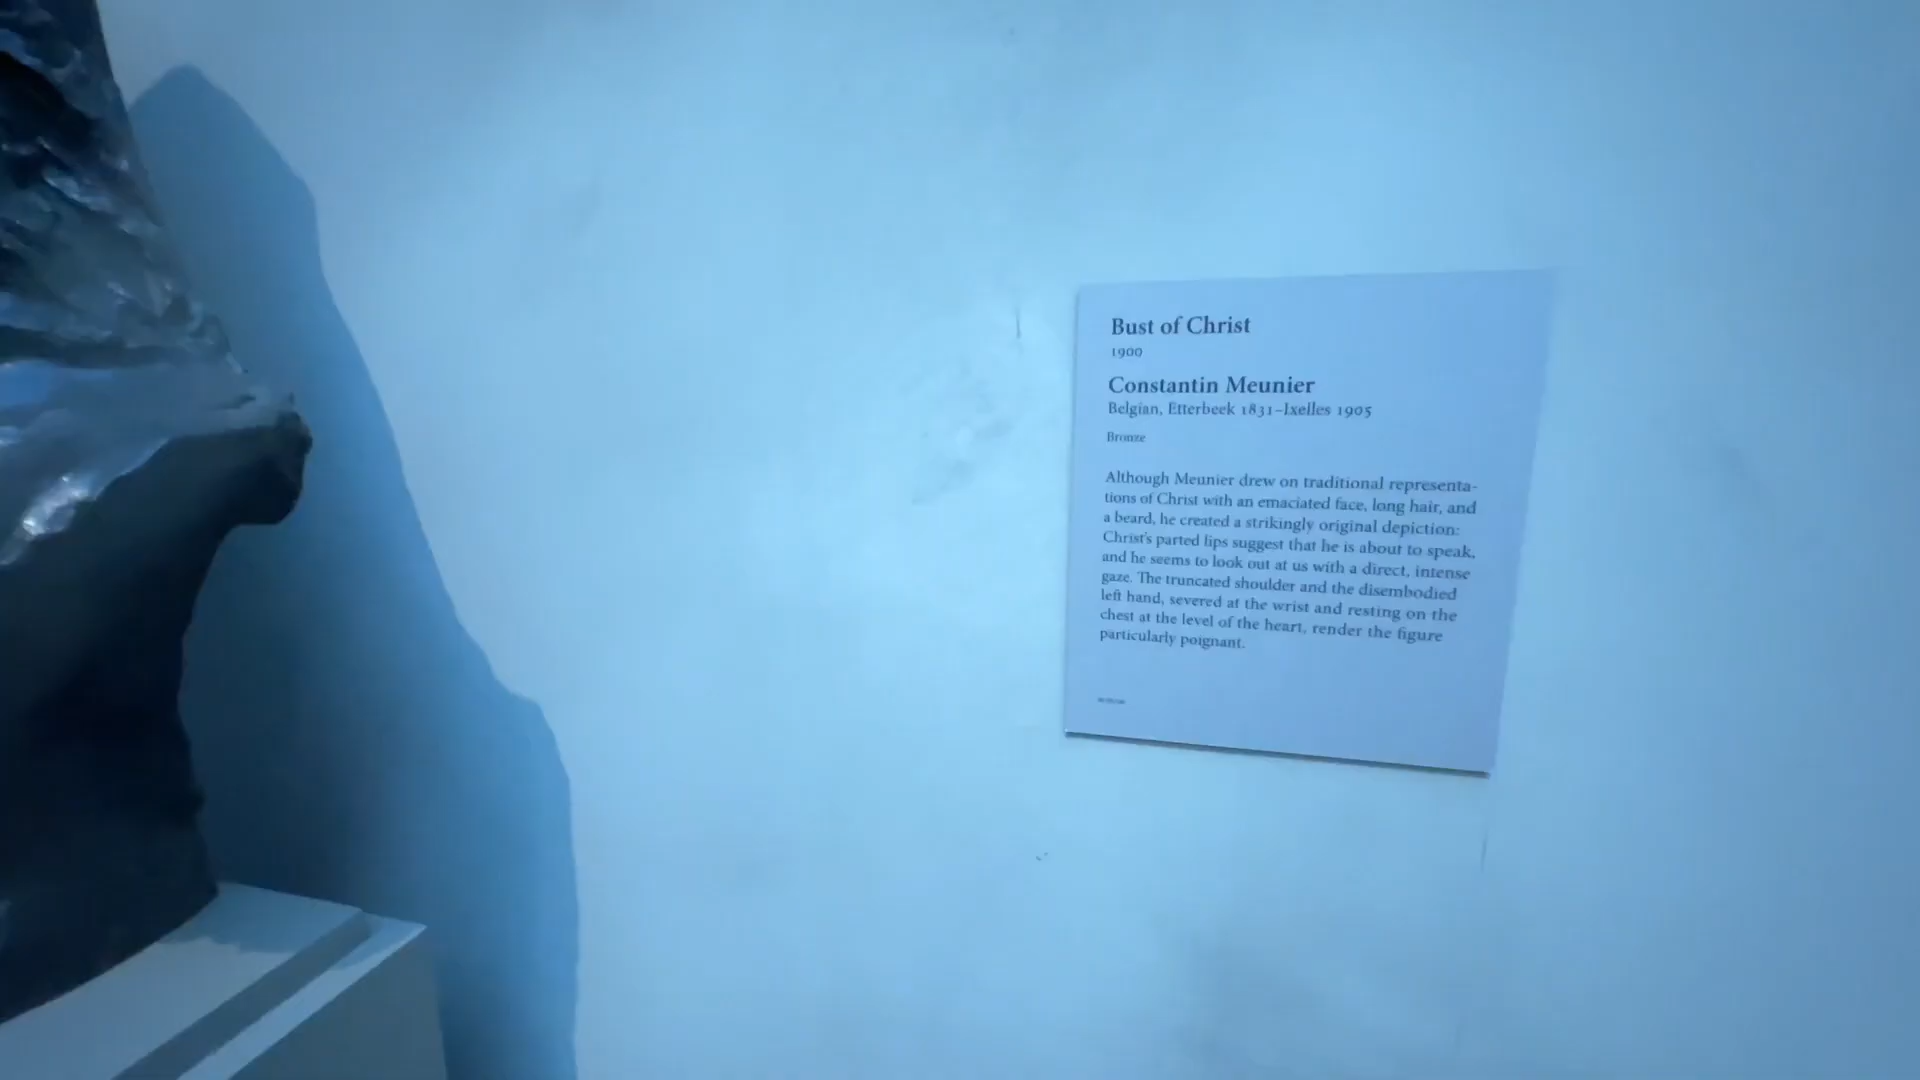 Bust of Christ
1900
Constantin Meunier
Belgian, Etterbeek 1831–Ixelles 1905
Bronze
Although Meunier drew on traditional representa-
tions of Christ with an emaciated face, long hair, and
a beard, he created a strikingly original depiction:
Christ's parted lips suggest that he is about to speak,
and he seems to look out at us with a direct, intense
gaze. The truncated shoulder and the disembodied
left hand, severed at the wrist and resting on the
chest at the level of the heart, render the figure
particularly poignant.